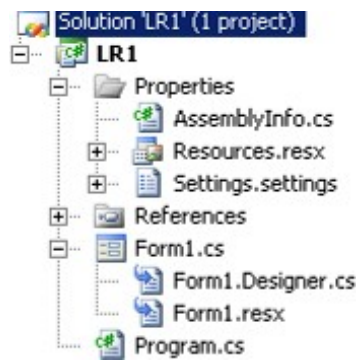 Solution 'LR1' (1 project)
LR1
Properties
AssemblyInfo.cs
Resources.resx
Settings.settings
References
Form1.cs
Form1.Designer.cs
Form1.resx
Program.cs